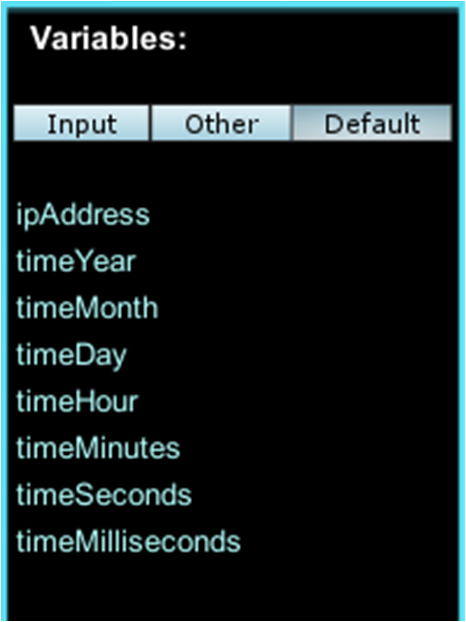 Variables:
Input Other Default
ipAddress
timeYear
timeMonth
timeDay
timeHour
timeMinutes
timeSeconds
timeMilliseconds